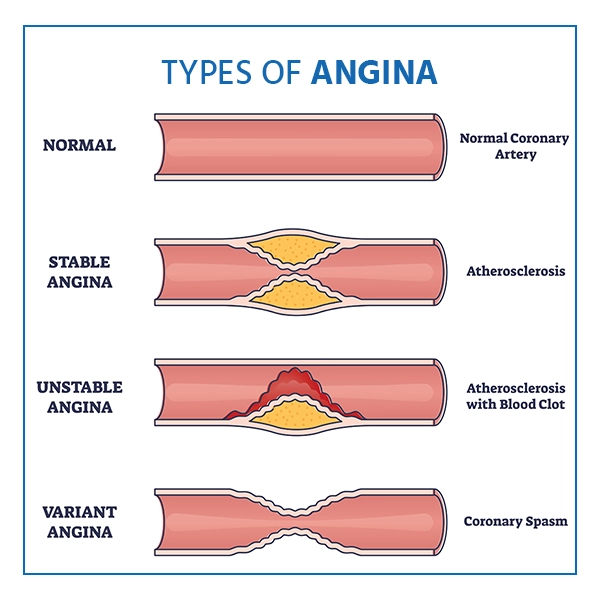 TYPES OF ANGINA
NORMAL
Normal Coronary
Artery
STABLE
ANGINA
Atherosclerosis
UNSTABLE
ANGINA
Atherosclerosis
with Blood Clot
VARIANT
ANGINA
Coronary Spasm